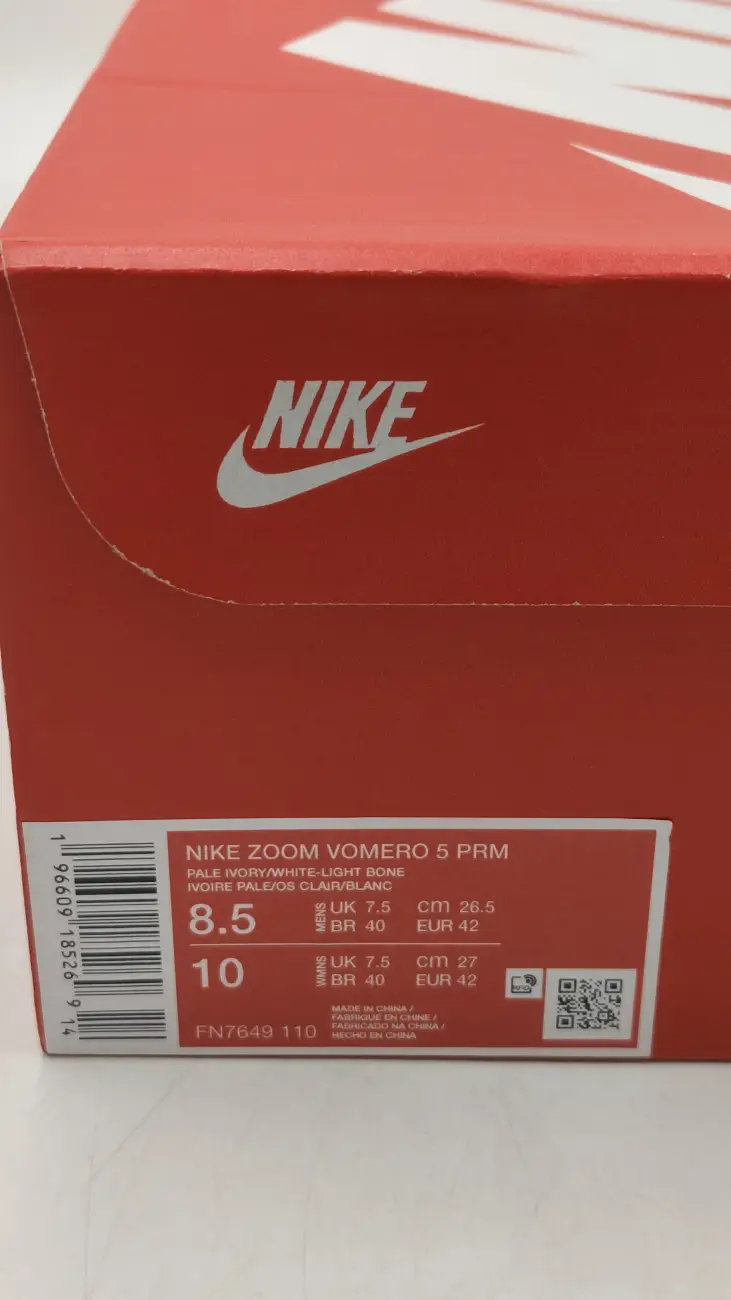 NIKE
1 96609 18526 9 14
NIKE ZOOM VOMERO 5 PRM
PALE IVORY/WHITE-LIGHT BONE
IVOIRE PALE/OS CLAIR/BLANC
8.5 MENS UK 7.5 cm 26.5
BR 40 EUR 42
10 WMNS UK 7.5 cm 27
BR 40 EUR 42
FN7649 110
MADE IN CHINA /
FABRIQUE EN CHINE /
FABRICADO NA CHINA /
HECHO EN CHINA